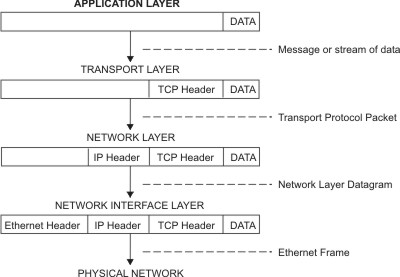 APPLICATION LAYER
DATA
Message or stream of data
TRANSPORT LAYER
TCP Header DATA
Transport Protocol Packet
NETWORK LAYER
IP Header TCP Header DATA
Network Layer Datagram
NETWORK INTERFACE LAYER
Ethernet Header IP Header TCP Header DATA
Ethernet Frame
PHYSICAL NETWORK